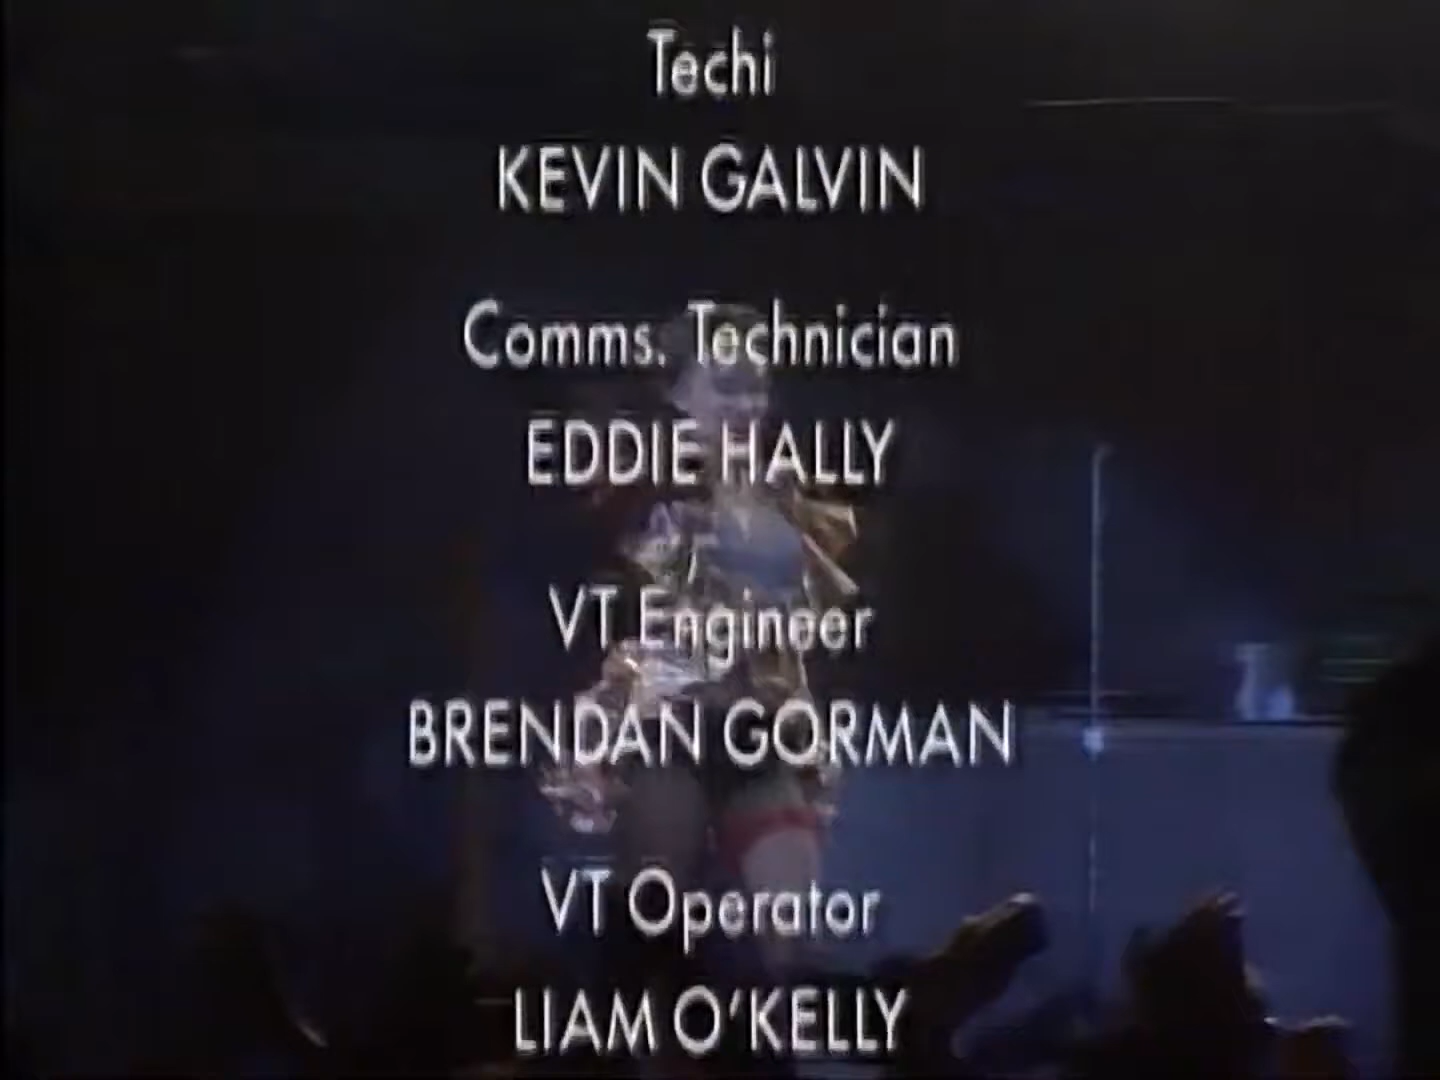 Techi
KEVIN GALVIN
Comms. Technician
EDDIE HALLY
VT Engineer
BRENDAN GORMAN
VT Operator
LIAM O'KELLY